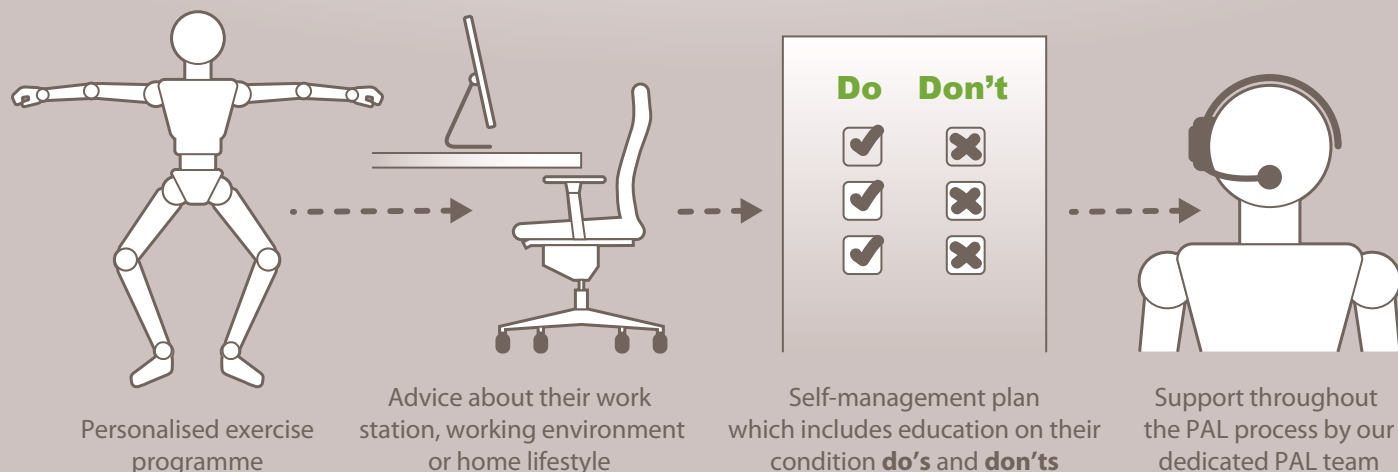 Do Don't
Personalised exercise
programme
Advice about their work
station, working environment
or home lifestyle
Self-management plan
which includes education on their
condition do's and don'ts
Support throughout
the PAL process by our
dedicated PAL team